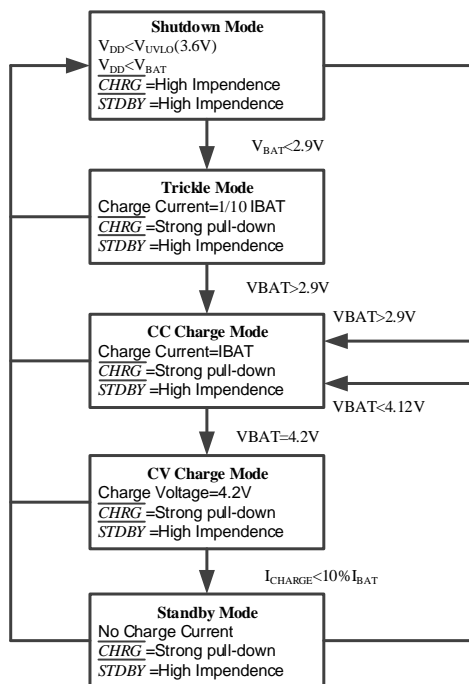 Shutdown Mode
VDD<VUVLO(3.6V)
VDD<VBAT
CHRG =High Impendence
STDBY =High Impendence
VBAT<2.9V
Trickle Mode
Charge Current=1/10 IBAT
CHRG =Strong pull-down
STDBY =High Impendence
VBAT>2.9V
VBAT>2.9V
CC Charge Mode
Charge Current=IBAT
CHRG =Strong pull-down
STDBY =High Impendence
VBAT<4.12V
VBAT=4.2V
CV Charge Mode
Charge Voltage=4.2V
CHRG =Strong pull-down
STDBY =High Impendence
ICHARGE<10%IBAT
Standby Mode
No Charge Current
CHRG =Strong pull-down
STDBY =High Impendence